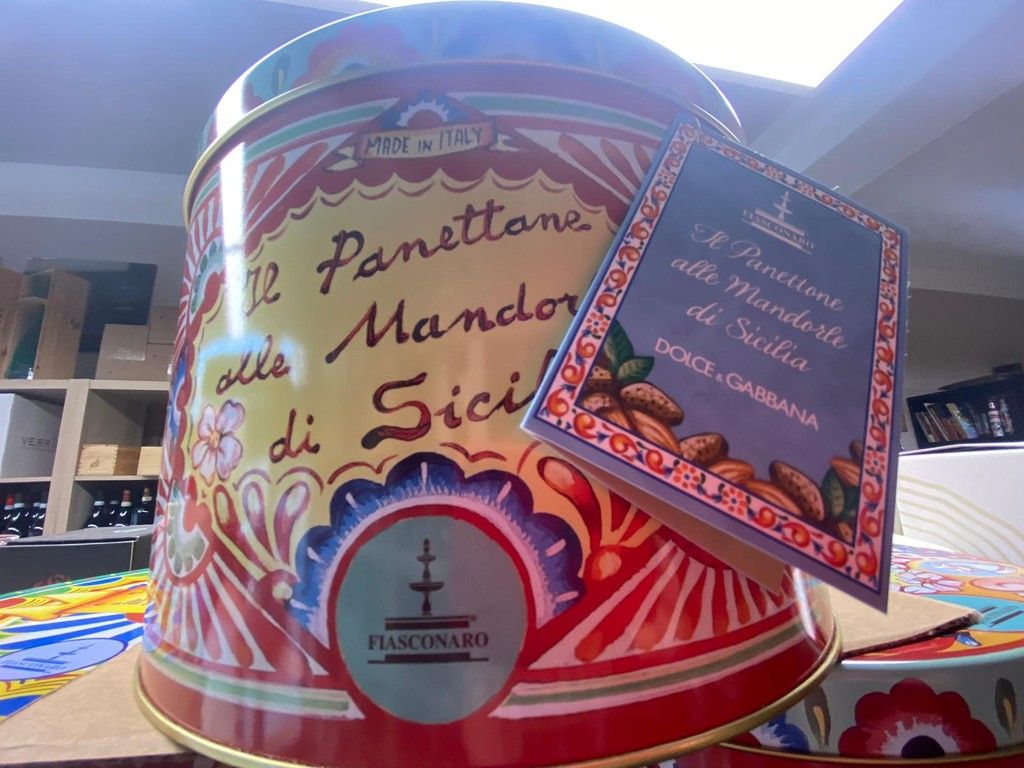 MADE IN ITALY
Il Panettone
alle Mandor
di Sicil
FIASCONARO
FIASCONARO
Il Panettone
alle Mandorle
di Sicilia
DOLCE & GABBANA